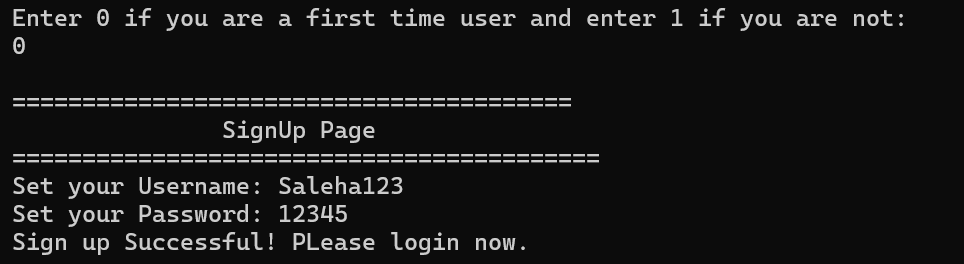 Enter 0 if you are a first time user and enter 1 if you are not:
0
========================================
SignUp Page
==========================================
Set your Username: Saleha123
Set your Password: 12345
Sign up Successful! PLease login now.